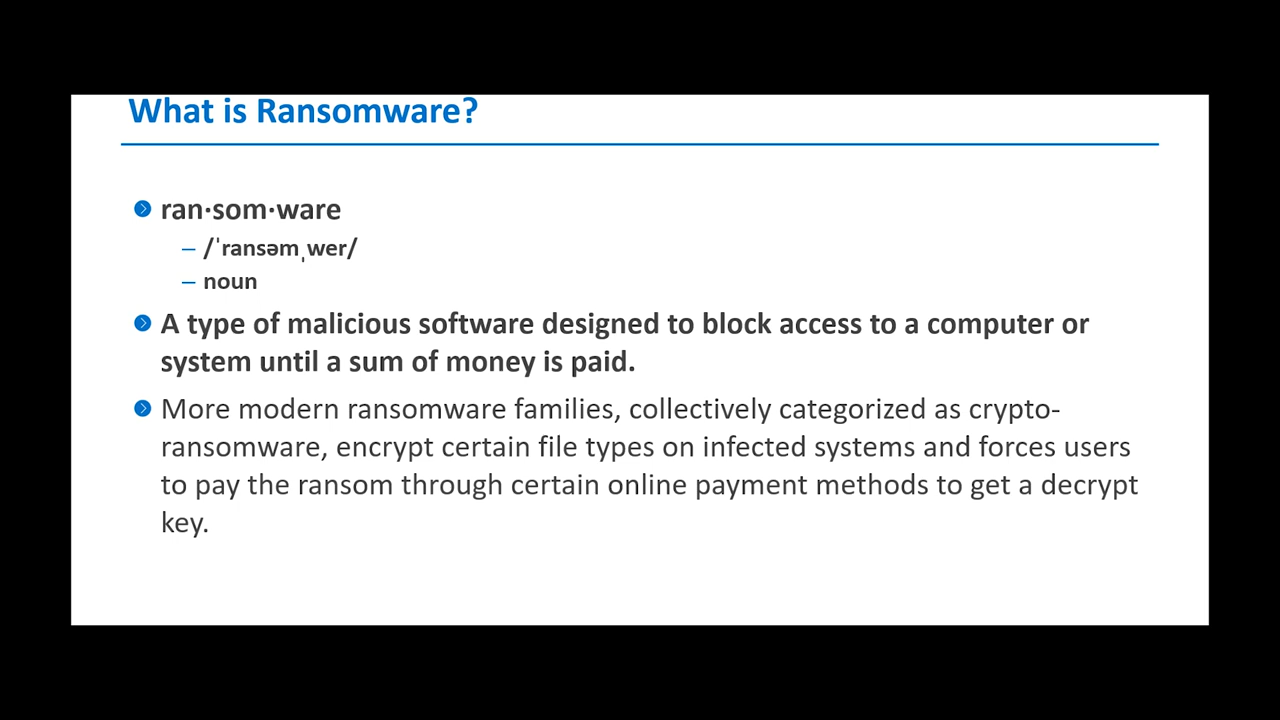 What is Ransomware?
ran·som·ware
– /ˈransəmˌwer/
– noun
A type of malicious software designed to block access to a computer or
system until a sum of money is paid.
More modern ransomware families, collectively categorized as crypto-
ransomware, encrypt certain file types on infected systems and forces users
to pay the ransom through certain online payment methods to get a decrypt
key.